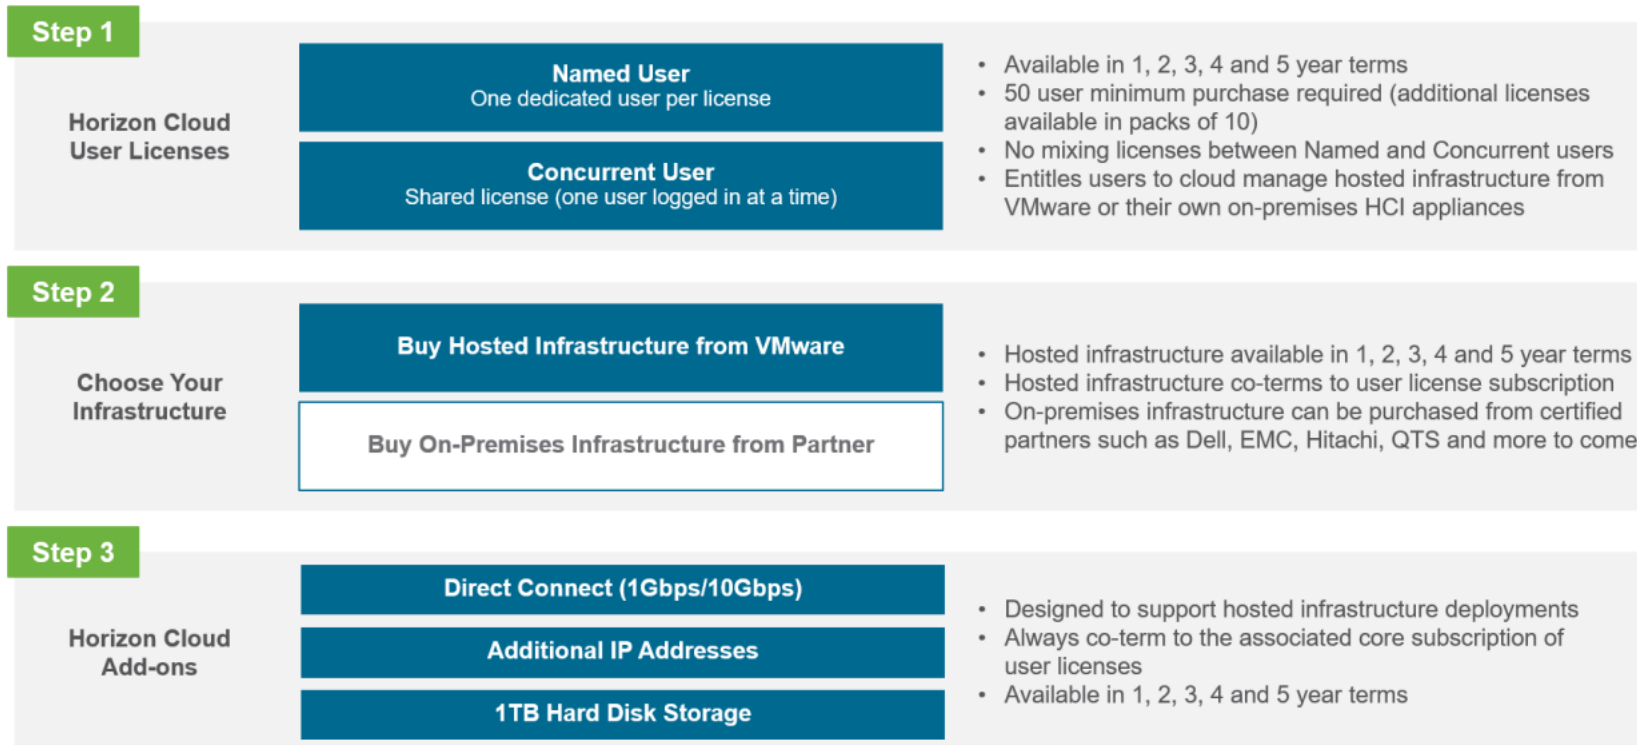 Step 1
Horizon Cloud
User Licenses
Named User
One dedicated user per license
Concurrent User
Shared license (one user logged in at a time)
• Available in 1, 2, 3, 4 and 5 year terms
• 50 user minimum purchase required (additional licenses
available in packs of 10)
• No mixing licenses between Named and Concurrent users
• Entitles users to cloud manage hosted infrastructure from
VMware or their own on-premises HCI appliances
Step 2
Choose Your
Infrastructure
Buy Hosted Infrastructure from VMware
Buy On-Premises Infrastructure from Partner
• Hosted infrastructure available in 1, 2, 3, 4 and 5 year terms
• Hosted infrastructure co-terms to user license subscription
• On-premises infrastructure can be purchased from certified
partners such as Dell, EMC, Hitachi, QTS and more to come
Step 3
Horizon Cloud
Add-ons
Direct Connect (1Gbps/10Gbps)
Additional IP Addresses
1TB Hard Disk Storage
• Designed to support hosted infrastructure deployments
• Always co-term to the associated core subscription of
user licenses
• Available in 1, 2, 3, 4 and 5 year terms